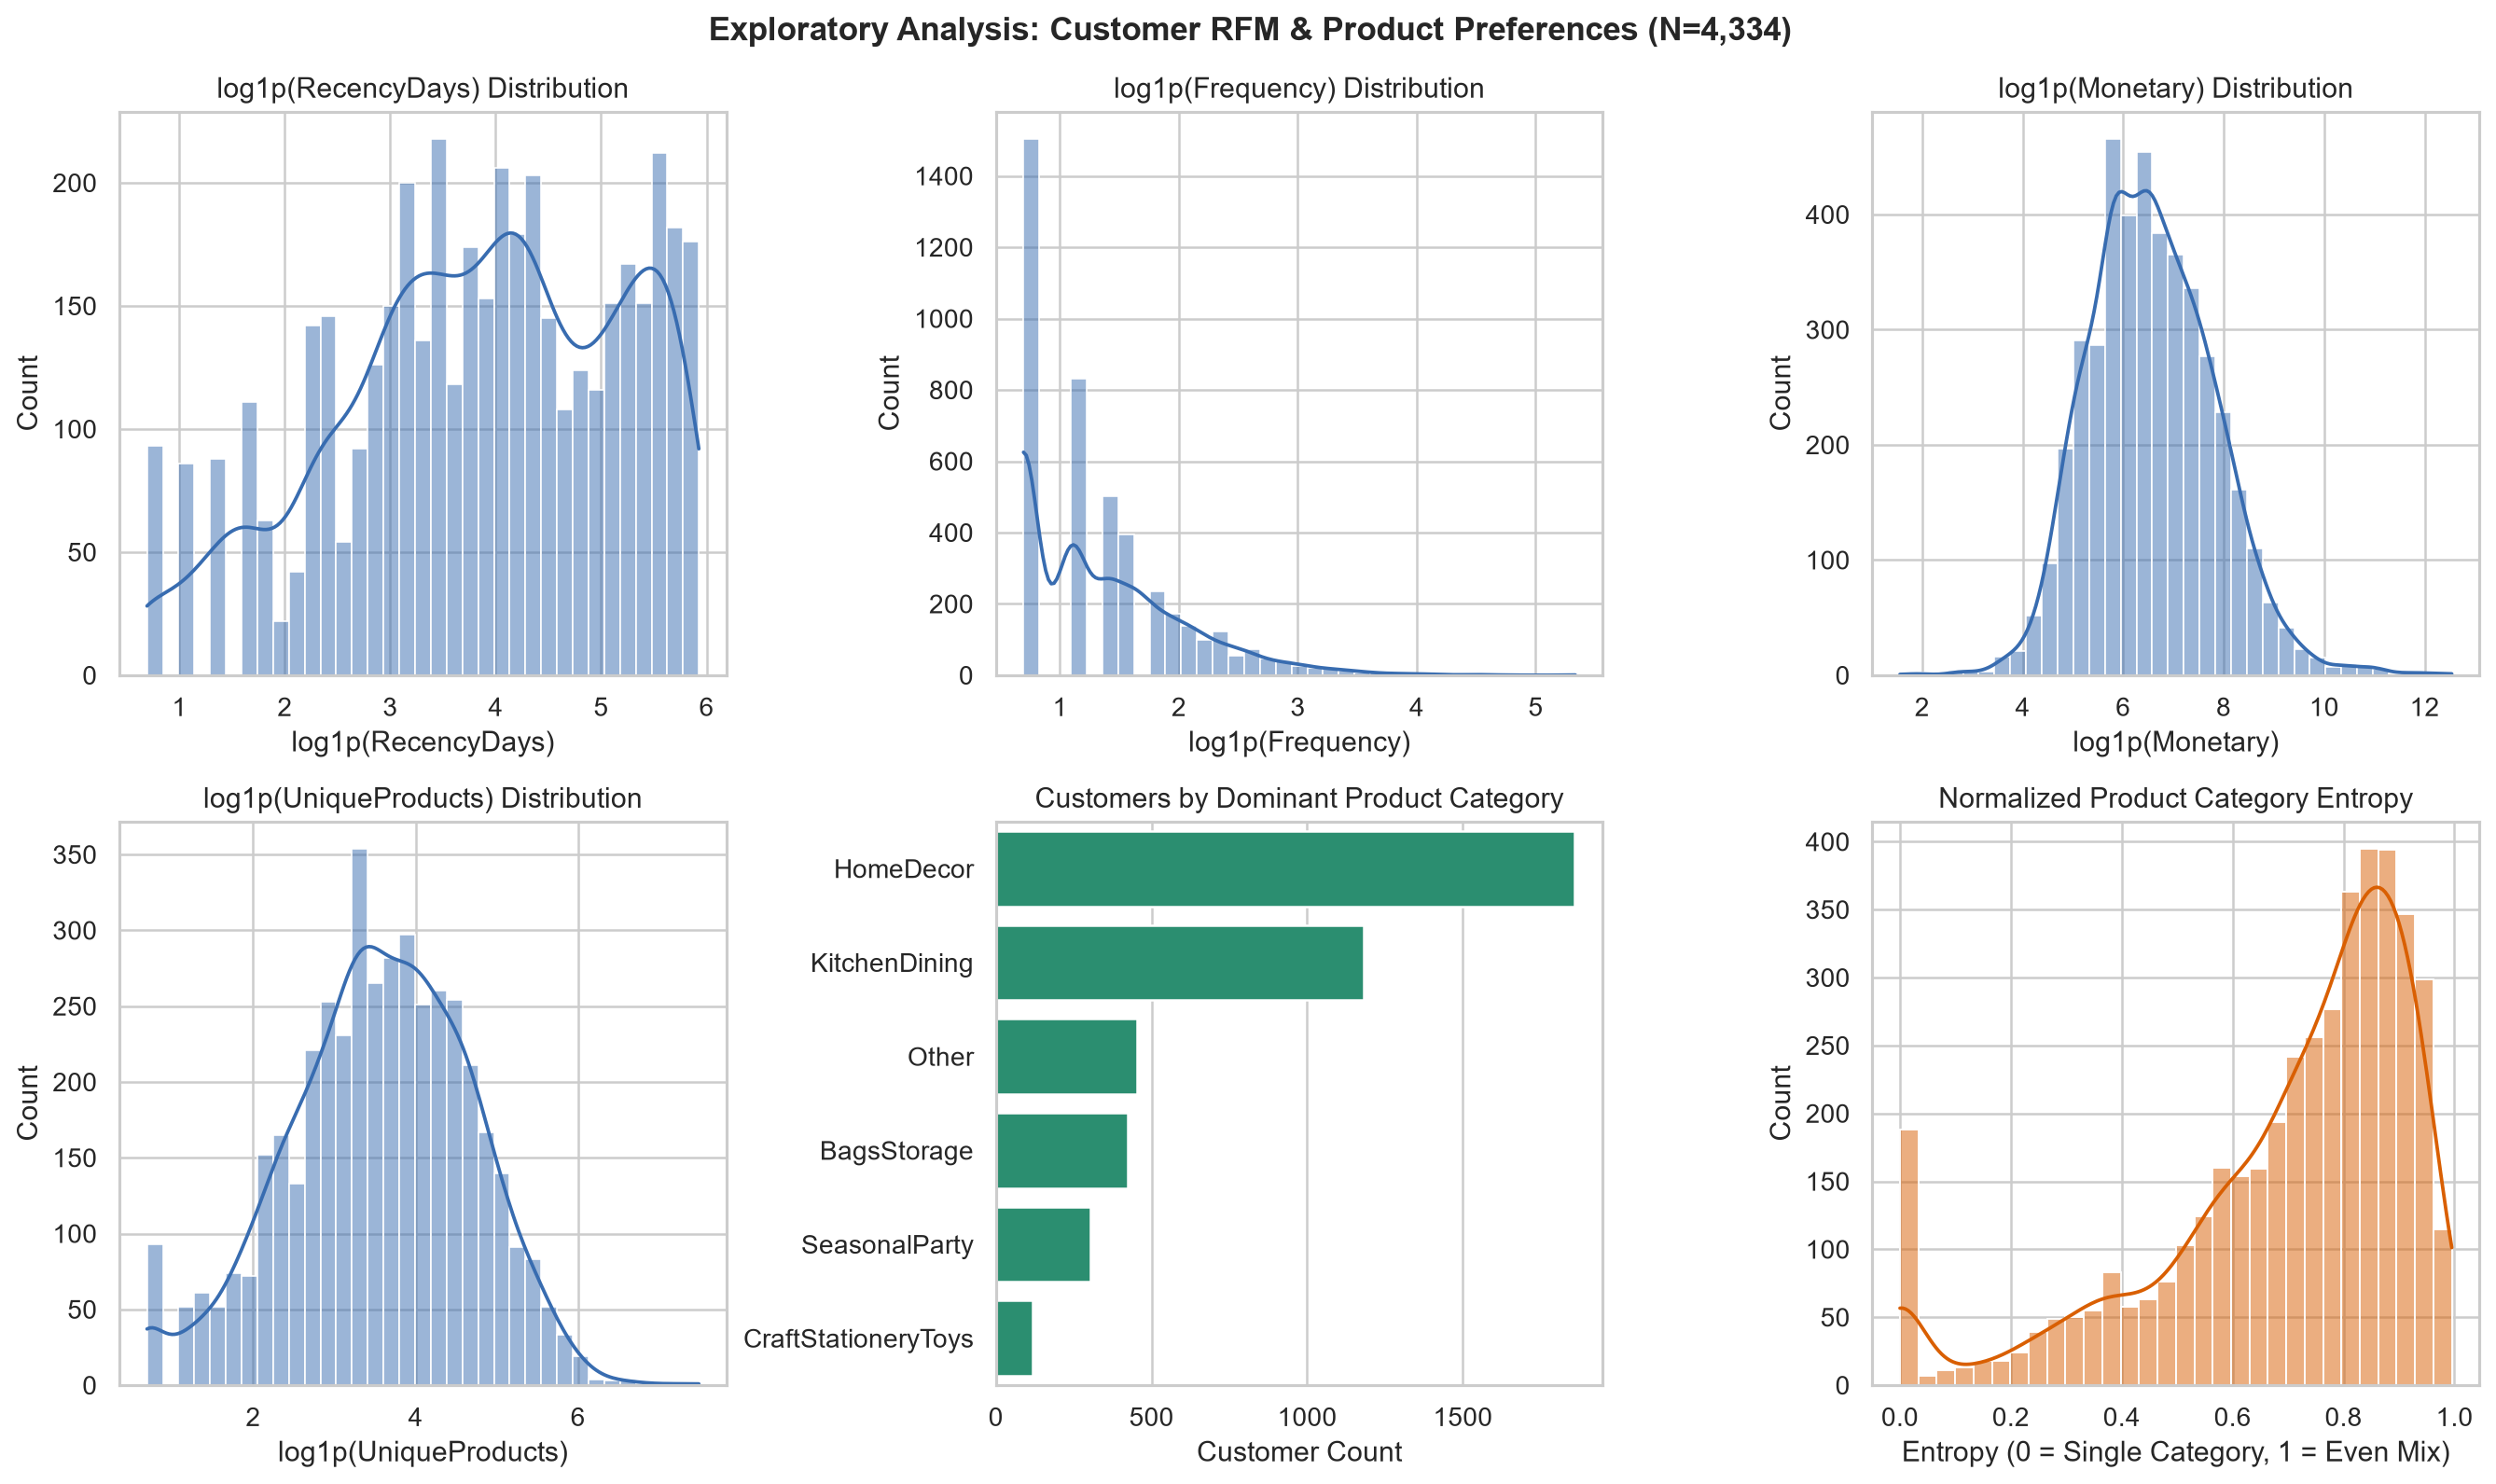 Exploratory Analysis: Customer RFM & Product Preferences (N=4,334)
log1p(RecencyDays) Distribution
Count
200
150
100
50
0
1 2 3 4 5 6
log1p(RecencyDays)
log1p(Frequency) Distribution
Count
1400
1200
1000
800
600
400
200
0
1 2 3 4 5
log1p(Frequency)
log1p(Monetary) Distribution
Count
400
300
200
100
0
2 4 6 8 10 12
log1p(Monetary)
log1p(UniqueProducts) Distribution
Count
350
300
250
200
150
100
50
0
2 4 6
log1p(UniqueProducts)
Customers by Dominant Product Category
HomeDecor
KitchenDining
Other
BagsStorage
SeasonalParty
CraftStationeryToys
0 500 1000 1500
Customer Count
Normalized Product Category Entropy
Count
400
350
300
250
200
150
100
50
0
0.0 0.2 0.4 0.6 0.8 1.0
Entropy (0 = Single Category, 1 = Even Mix)